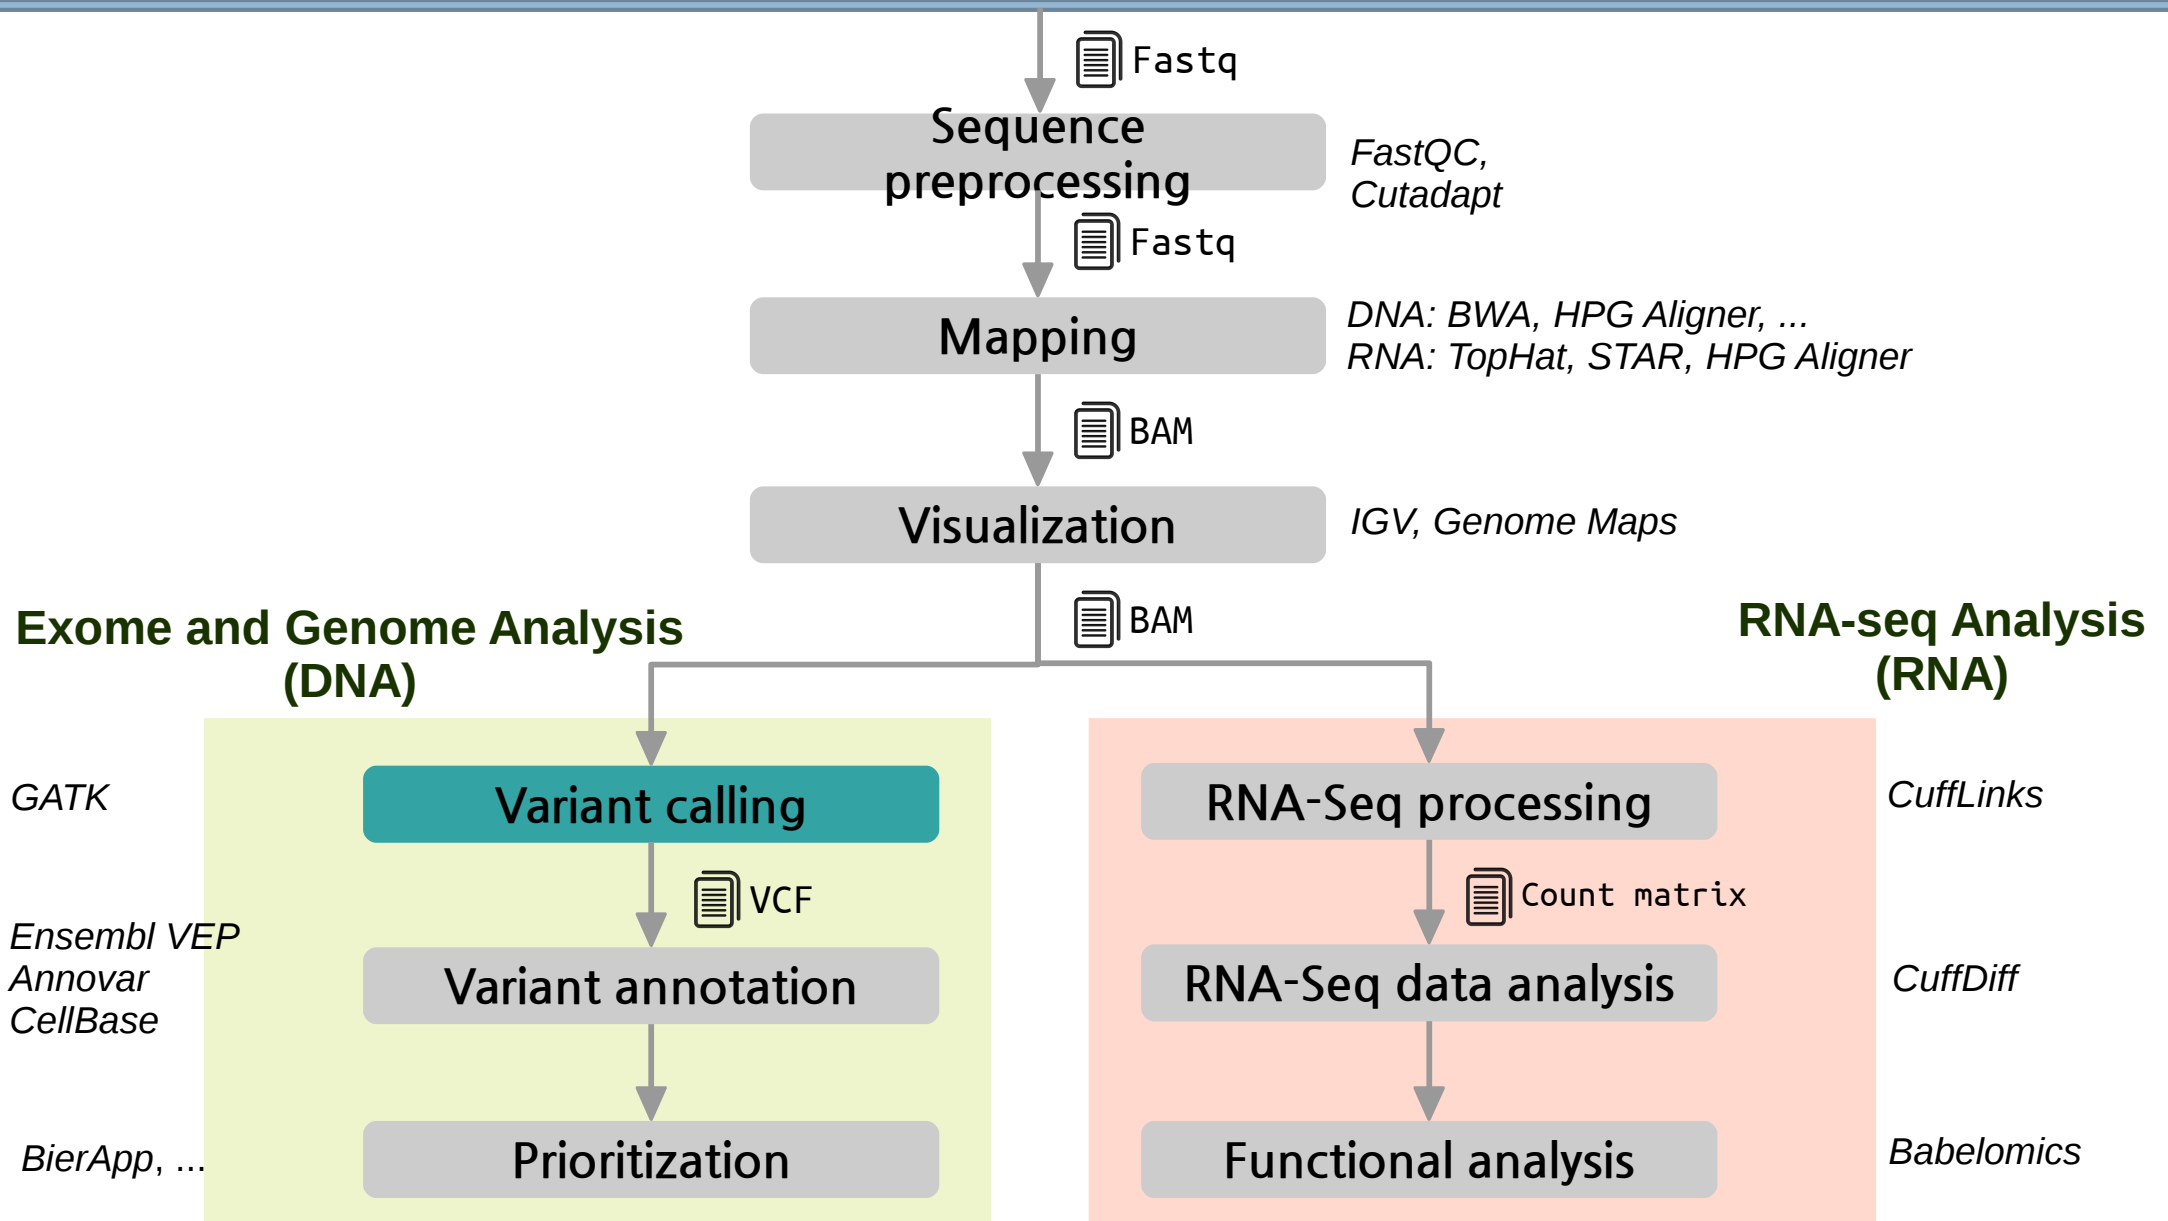 Fastq
Sequence
preprocessing
FastQC,
Cutadapt
Fastq
Mapping
DNA: BWA, HPG Aligner, ...
RNA: TopHat, STAR, HPG Aligner
BAM
Visualization
IGV, Genome Maps
BAM
Exome and Genome Analysis
(DNA)
RNA-seq Analysis
(RNA)
GATK
Variant calling
VCF
Ensembl VEP
Annovar
CellBase
Variant annotation
BierApp, ...
Prioritization
RNA-Seq processing
CuffLinks
Count matrix
RNA-Seq data analysis
CuffDiff
Functional analysis
Babelomics